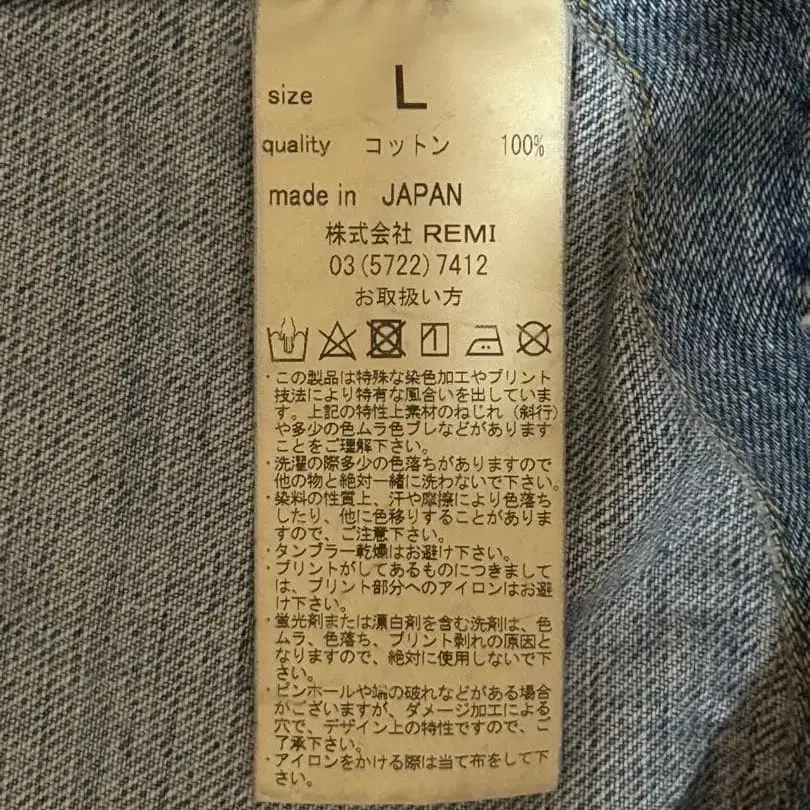 size L
quality コットン 100%
made in JAPAN
株式会社 REMI
03(5722)7412
お取扱い方
・この製品は特殊な染色加工やプリント
技法により特有な風合いを出していま
す。上記の特性上素材のねじれ（斜行）
や多少の色ムラ色ブレなどがあります
ことをご理解下さい。
・洗濯の際多少の色落ちがありますので
他の物と絶対一緒に洗わないで下さい。
・染料の性質上、汗や摩擦により色落ち
したり、他に色移りすることがありま
すので、ご注意下さい。
・タンブラー乾燥はお避け下さい。
・プリントがしてあるものにつきまして
は、プリント部分へのアイロンはお避
け下さい。
・蛍光剤または漂白剤を含む洗剤は、色
ムラ、色落ち、プリント剥れの原因と
なりますので、絶対に使用しないで下
さい。
・ピンホールや端の破れなどがある場合
がございますが、ダメージ加工による
穴で、デザイン上の特性ですので、ご
了承下さい。
・アイロンをかける際は当て布をして下
さい。